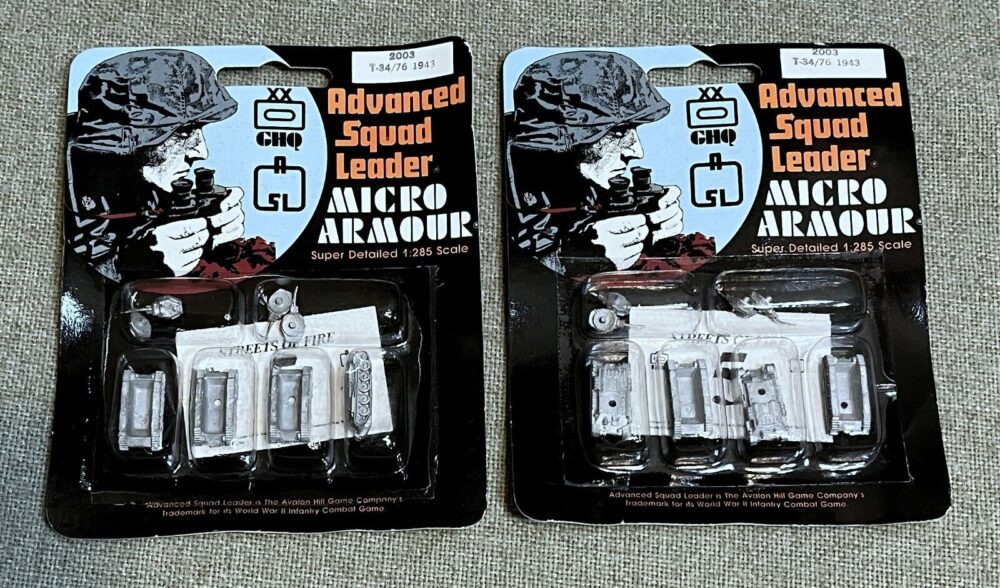 2003
T-34/76 1943
XX
GHQ
A
SL
Advanced
Squad
Leader®
MICRO
ARMOUR®
Super Detailed 1:285 Scale
STREETS OF FIRE
Advanced Squad Leader is The Avalon Hill Game Company's
Trademark for its World War II Infantry Combat Game.
2003
T-34/76 1943
XX
GHQ
A
SL
Advanced
Squad
Leader®
MICRO
ARMOUR®
Super Detailed 1:285 Scale
STREETS
Advanced Squad Leader is The Avalon Hill Game Company's
Trademark for its World War II Infantry Combat Game.